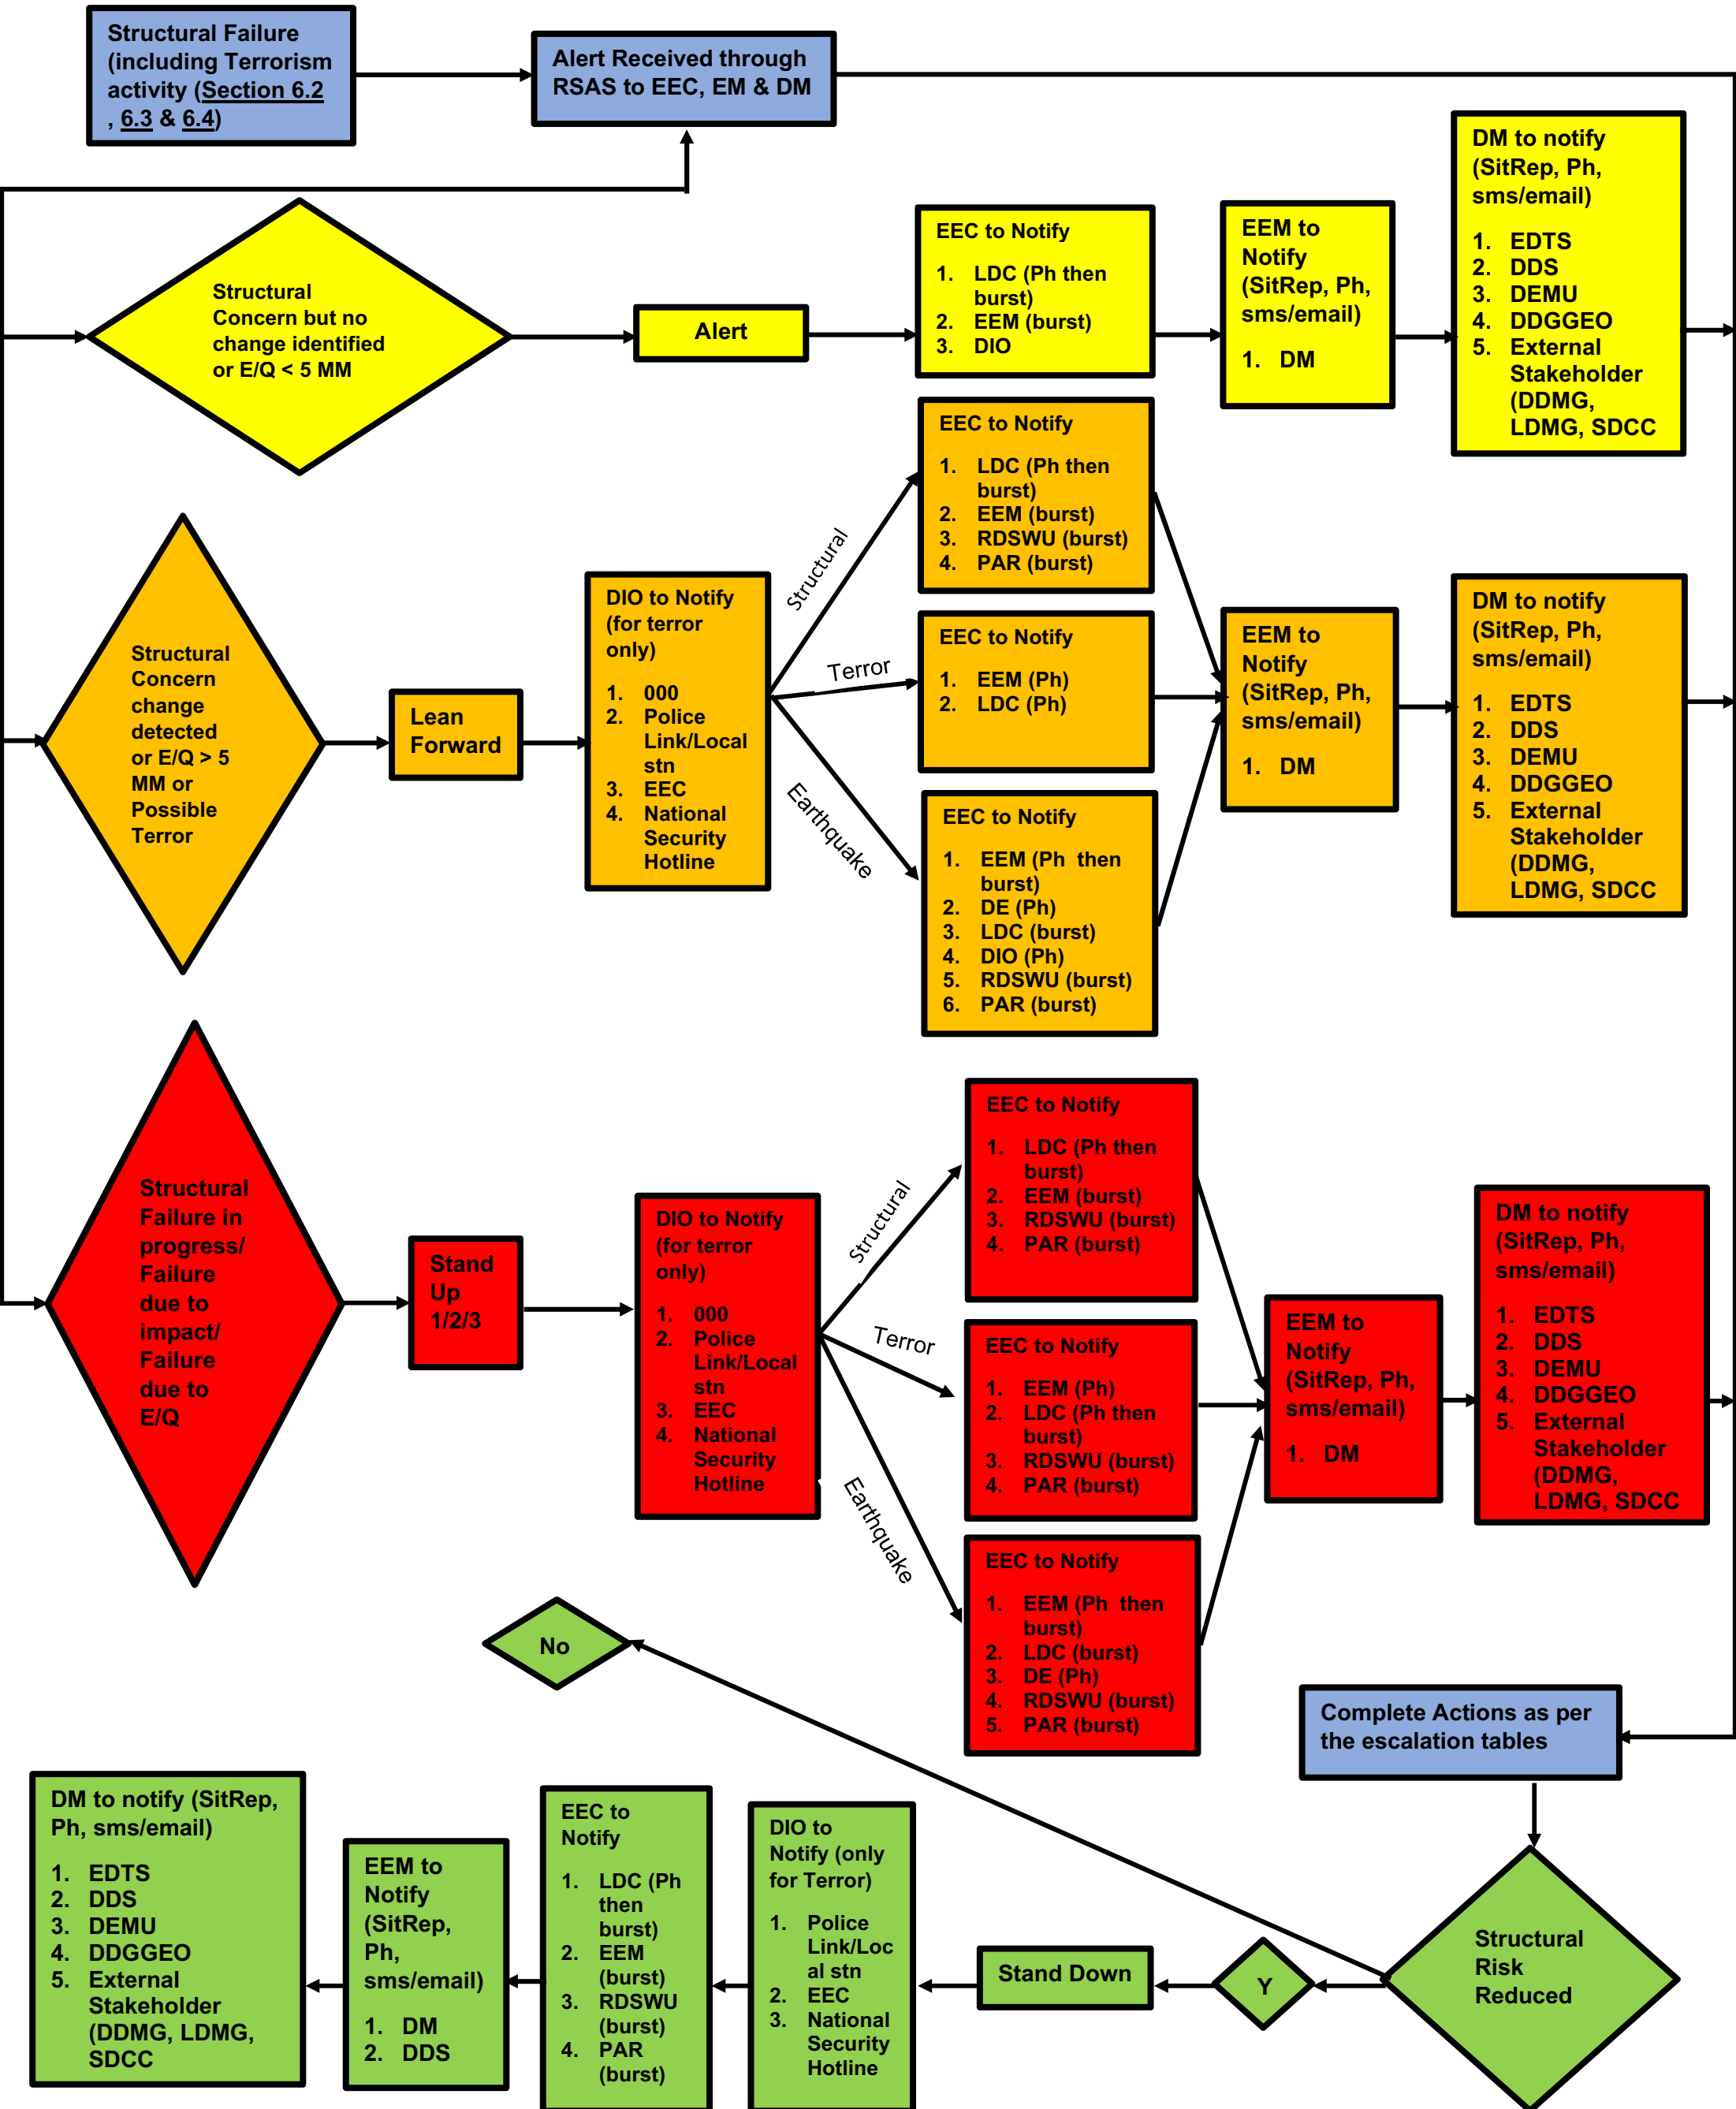 Structural Failure
(including Terrorism
activity (Section 6.2
, 6.3 & 6.4)
Alert Received through
RSAS to EEC, EM & DM
Structural
Concern but no
change identified
or E/Q < 5 MM
Alert
EEC to Notify
1. LDC (Ph then
burst)
2. EEM (burst)
3. DIO
EEM to
Notify
(SitRep, Ph,
sms/email)
1. DM
DM to notify
(SitRep, Ph,
sms/email)
1. EDTS
2. DDS
3. DEMU
4. DDGGEO
5. External
Stakeholder
(DDMG,
LDMG, SDCC
Structural
Concern
change
detected
or E/Q > 5
MM or
Possible
Terror
Lean
Forward
DIO to Notify
(for terror
only)
1. 000
2. Police
Link/Local
stn
3. EEC
4. National
Security
Hotline
Structural
Terror
Earthquake
EEC to Notify
1. LDC (Ph then
burst)
2. EEM (burst)
3. RDSWU (burst)
4. PAR (burst)
EEC to Notify
1. EEM (Ph)
2. LDC (Ph)
EEC to Notify
1. EEM (Ph then
burst)
2. DE (Ph)
3. LDC (burst)
4. DIO (Ph)
5. RDSWU (burst)
6. PAR (burst)
EEM to
Notify
(SitRep, Ph,
sms/email)
1. DM
DM to notify
(SitRep, Ph,
sms/email)
1. EDTS
2. DDS
3. DEMU
4. DDGGEO
5. External
Stakeholder
(DDMG,
LDMG, SDCC
Structural
Failure in
progress/
Failure
due to
impact/
Failure
due to
E/Q
Stand
Up
1/2/3
DIO to Notify
(for terror
only)
1. 000
2. Police
Link/Local
stn
3. EEC
4. National
Security
Hotline
Structural
Terror
Earthquake
EEC to Notify
1. LDC (Ph then
burst)
2. EEM (burst)
3. RDSWU (burst)
4. PAR (burst)
EEC to Notify
1. EEM (Ph)
2. LDC (Ph then
burst)
3. RDSWU (burst)
4. PAR (burst)
EEC to Notify
1. EEM (Ph then
burst)
2. LDC (burst)
3. DE (Ph)
4. RDSWU (burst)
5. PAR (burst)
EEM to
Notify
(SitRep, Ph,
sms/email)
1. DM
DM to notify
(SitRep, Ph,
sms/email)
1. EDTS
2. DDS
3. DEMU
4. DDGGEO
5. External
Stakeholder
(DDMG,
LDMG, SDCC
No
Complete Actions as per
the escalation tables
DM to notify (SitRep,
Ph, sms/email)
1. EDTS
2. DDS
3. DEMU
4. DDGGEO
5. External
Stakeholder
(DDMG, LDMG,
SDCC
EEM to
Notify
(SitRep,
Ph,
sms/email)
1. DM
2. DDS
EEC to
Notify
1. LDC (Ph
then
burst)
2. EEM
(burst)
3. RDSWU
(burst)
4. PAR
(burst)
DIO to
Notify (only
for Terror)
1. Police
Link/Loc
al stn
2. EEC
3. National
Security
Hotline
Stand Down
Y
Structural
Risk
Reduced